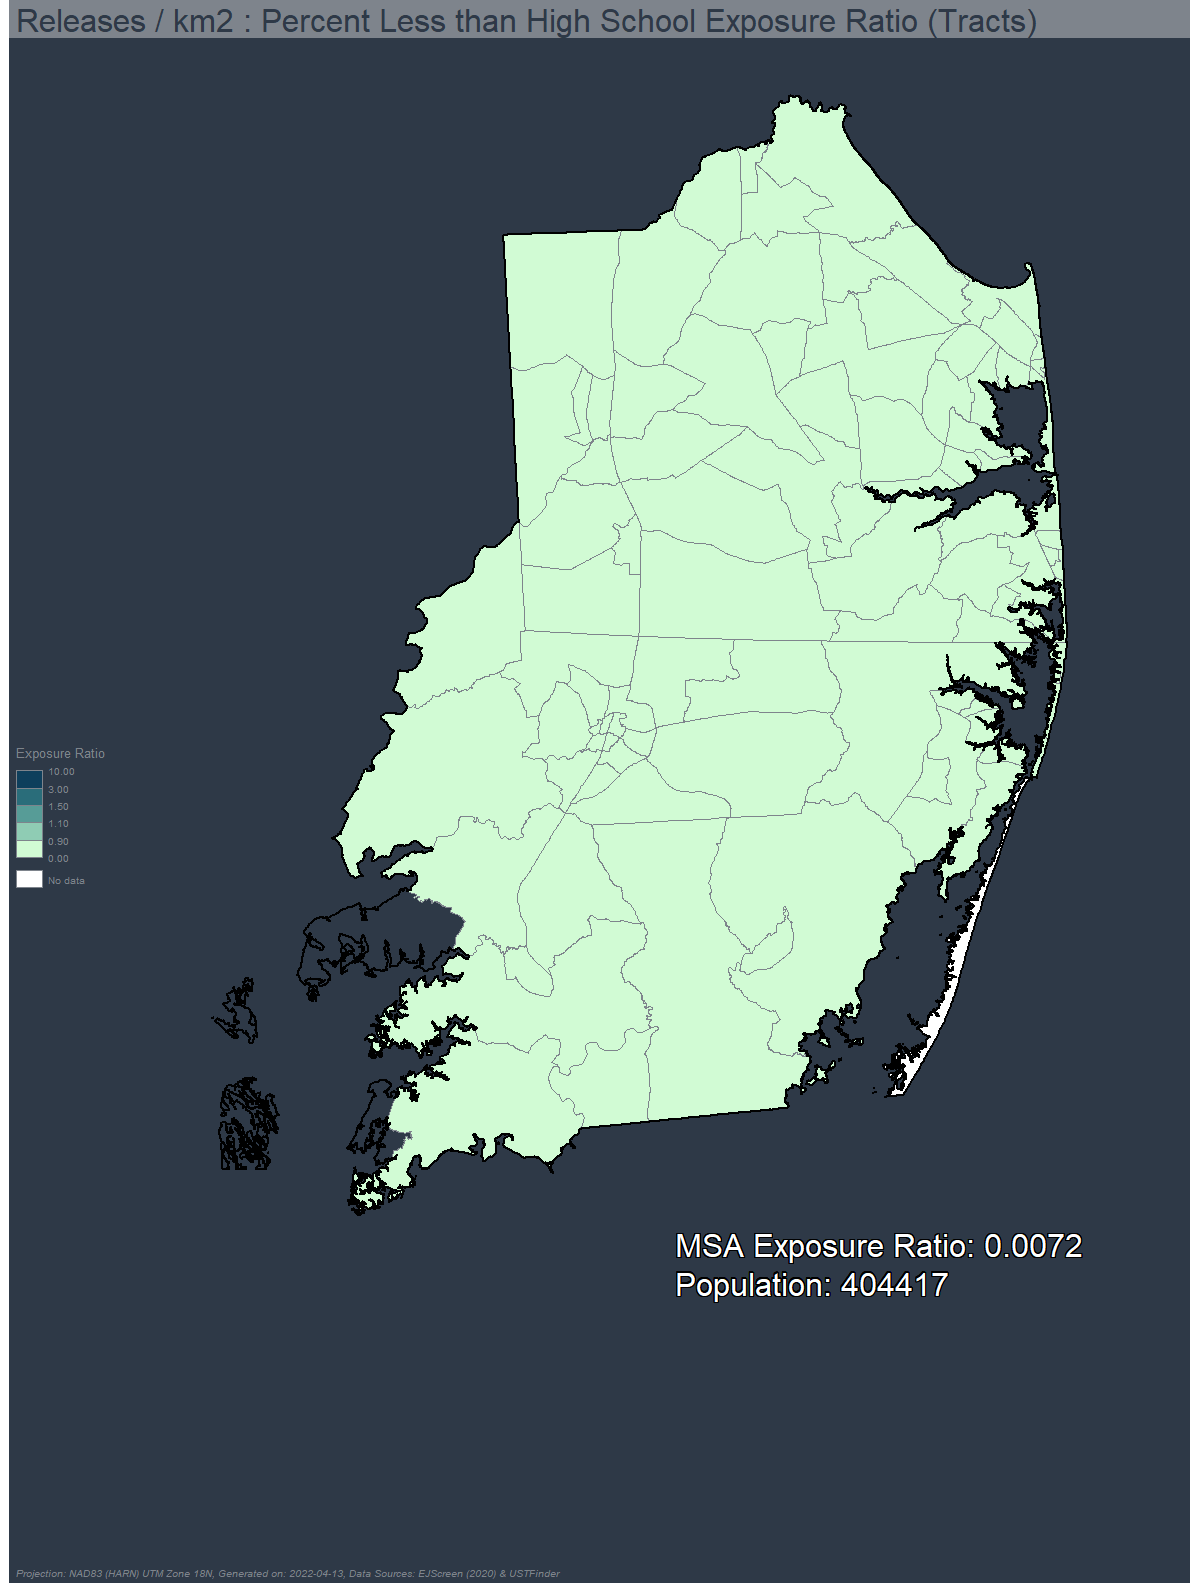 Releases / km2 : Percent Less than High School Exposure Ratio (Tracts)
Exposure Ratio
10.00
3.00
1.50
1.10
0.90
0.00
No data
MSA Exposure Ratio: 0.0072
Population: 404417
Projection: NAD83 (HARN) UTM Zone 18N, Generated on: 2022-04-13, Data Sources: EJScreen (2020) & USTFinder